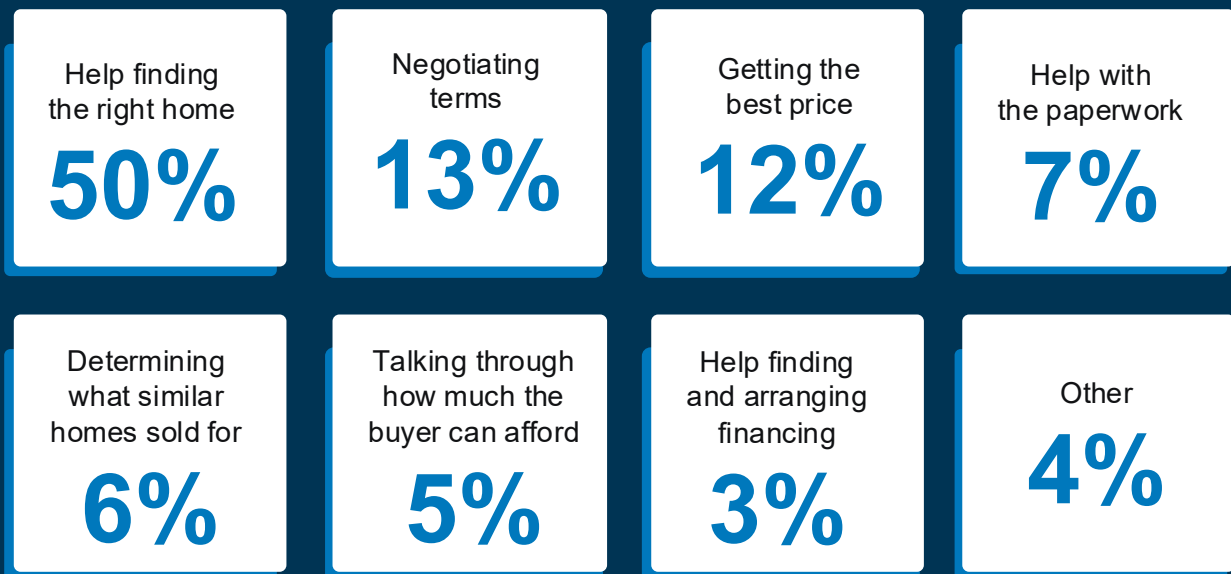 Help finding
the right home
50%
Negotiating
terms
13%
Getting the
best price
12%
Help with
the paperwork
7%
Determining
what similar
homes sold for
6%
Talking through
how much the
buyer can afford
5%
Help finding
and arranging
financing
3%
Other
4%